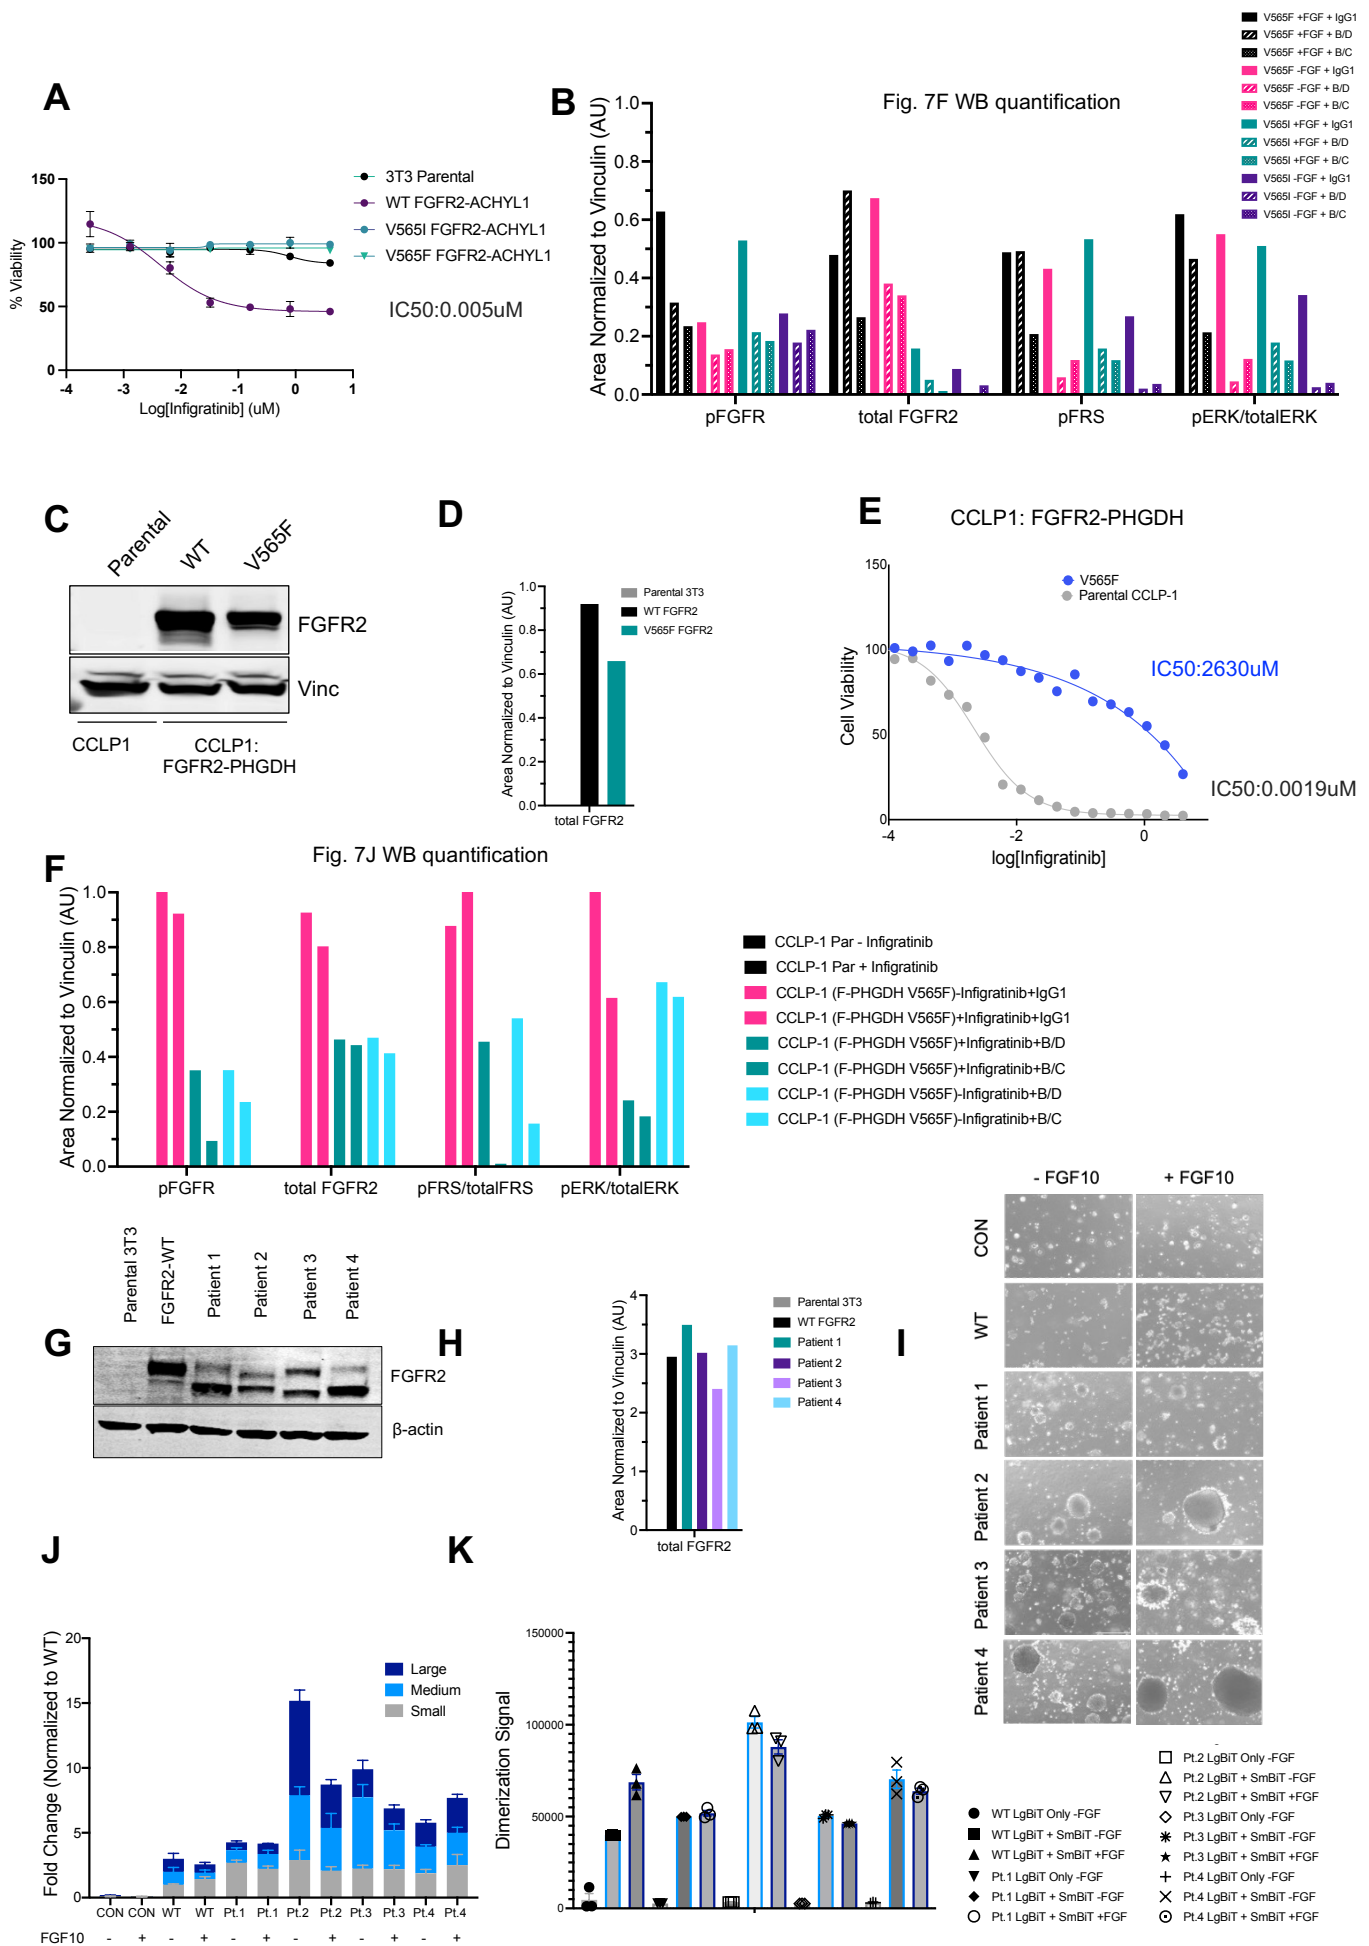 V565F +FGF + IgG1
V565F +FGF + B/D
V565F +FGF + B/C
V565F -FGF + IgG1
V565F -FGF + B/D
V565F -FGF + B/C
V565I +FGF + IgG1
V565I +FGF + B/D
V565I +FGF + B/C
V565I -FGF + IgG1
V565I -FGF + B/D
V565I -FGF + B/C
A
150
100
50
0
% Viability
-4
-3
-2
-1
0
1
Log[Infigratinib] (uM)
3T3 Parental
WT FGFR2-ACHYL1
V565I FGFR2-ACHYL1
V565F FGFR2-ACHYL1
IC50:0.005uM
B
Fig. 7F WB quantification
1.0
0.8
0.6
0.4
0.2
0.0
Area Normalized to Vinculin (AU)
pFGFR
total FGFR2
pFRS
pERK/totalERK
C
Parental
WT
V565F
FGFR2
Vinc
CCLP1
CCLP1:
FGFR2-PHGDH
D
1.0
0.8
0.6
0.4
0.2
0.0
Area Normalized to Vinculin (AU)
total FGFR2
Parental 3T3
WT FGFR2
V565F FGFR2
E
CCLP1: FGFR2-PHGDH
150
100
50
0
Cell Viability
V565F
Parental CCLP-1
IC50:2630uM
IC50:0.0019uM
-4
-2
0
log[Infigratinib]
F
Fig. 7J WB quantification
1.0
0.8
0.6
0.4
0.2
0.0
Area Normalized to Vinculin (AU)
pFGFR
total FGFR2
pFRS/totalFRS
pERK/totalERK
CCLP-1 Par - Infigratinib
CCLP-1 Par + Infigratinib
CCLP-1 (F-PHGDH V565F)-Infigratinib+IgG1
CCLP-1 (F-PHGDH V565F)+Infigratinib+IgG1
CCLP-1 (F-PHGDH V565F)+Infigratinib+B/D
CCLP-1 (F-PHGDH V565F)+Infigratinib+B/C
CCLP-1 (F-PHGDH V565F)-Infigratinib+B/D
CCLP-1 (F-PHGDH V565F)-Infigratinib+B/C
G
Parental 3T3
FGFR2-WT
Patient 1
Patient 2
Patient 3
Patient 4
FGFR2
β-actin
H
4
3
2
1
0
Area Normalized to Vinculin (AU)
total FGFR2
Parental 3T3
WT FGFR2
Patient 1
Patient 2
Patient 3
Patient 4
I
- FGF10
+ FGF10
CON
WT
Patient 1
Patient 2
Patient 3
Patient 4
J
20
15
10
5
0
Fold Change (Normalized to WT)
Large
Medium
Small
CON CON WT WT Pt.1 Pt.1 Pt.2 Pt.2 Pt.3 Pt.3 Pt.4 Pt.4
FGF10 - + - + - + - + - + - +
K
150000
100000
50000
0
Dimerization Signal
WT LgBiT Only -FGF
WT LgBiT + SmBiT -FGF
WT LgBiT + SmBiT +FGF
Pt.1 LgBiT Only -FGF
Pt.1 LgBiT + SmBiT -FGF
Pt.1 LgBiT + SmBiT +FGF
Pt.2 LgBiT Only -FGF
Pt.2 LgBiT + SmBiT -FGF
Pt.2 LgBiT + SmBiT +FGF
Pt.3 LgBiT Only -FGF
Pt.3 LgBiT + SmBiT -FGF
Pt.3 LgBiT + SmBiT +FGF
Pt.4 LgBiT Only -FGF
Pt.4 LgBiT + SmBiT -FGF
Pt.4 LgBiT + SmBiT +FGF